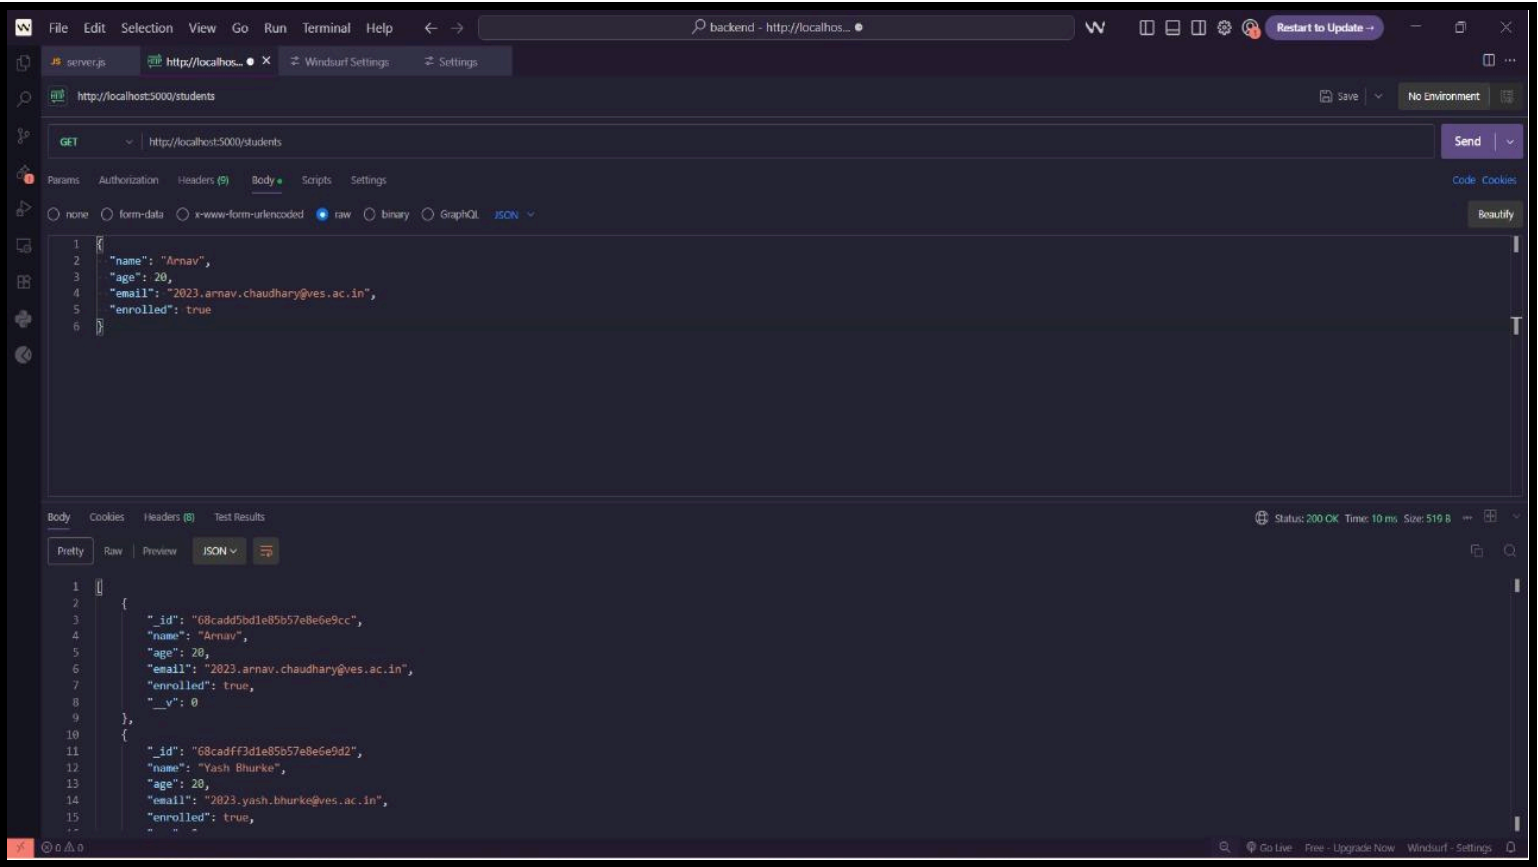 File Edit Selection View Go Run Terminal Help ← → backend - http://localhos... ● Restart to Update →
JS server.js http://localhos... ● × Windsurf Settings Settings
http://localhost:5000/students Save No Environment
GET http://localhost:5000/students Send
Params Authorization Headers (9) Body Scripts Settings Code Cookies
none form-data x-www-form-urlencoded raw binary GraphQL JSON Beautify
1 {
2 "name": "Arnav",
3 "age": 20,
4 "email": "2023.arnav.chaudhary@ves.ac.in",
5 "enrolled": true
6 }
Body Cookies Headers (8) Test Results Status: 200 OK Time: 10 ms Size: 519 B
Pretty Raw Preview JSON
1 [
2 {
3 "_id": "68cadd5bd1e85b57e8e6e9cc",
4 "name": "Arnav",
5 "age": 20,
6 "email": "2023.arnav.chaudhary@ves.ac.in",
7 "enrolled": true,
8 "__v": 0
9 },
10 {
11 "_id": "68cadff3d1e85b57e8e6e9d2",
12 "name": "Yash Bhurke",
13 "age": 20,
14 "email": "2023.yash.bhurke@ves.ac.in",
15 "enrolled": true,
0 0 Go Live Free - Upgrade Now Windsurf - Settings